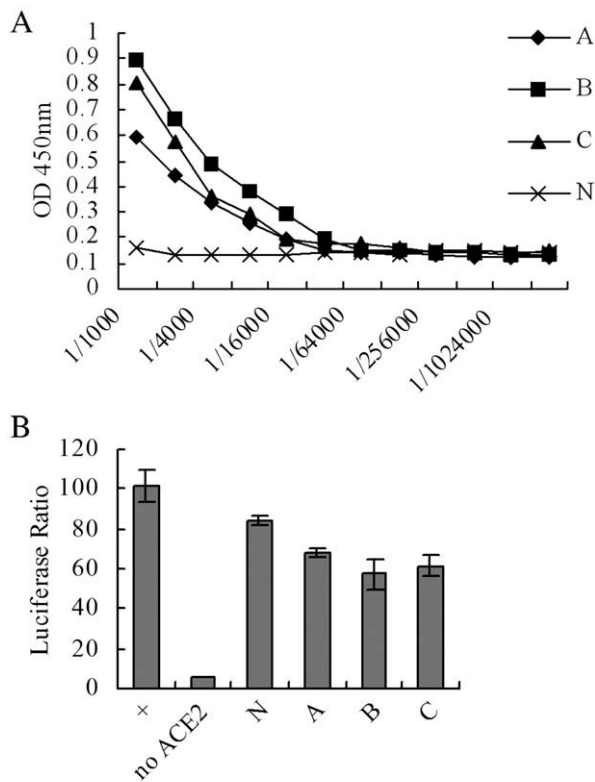 A
OD 450nm
1
0.9
0.8
0.7
0.6
0.5
0.4
0.3
0.2
0.1
0
1/1000
1/4000
1/16000
1/64000
1/256000
1/1024000
A
B
C
N
B
Luciferase Ratio
120
100
80
60
40
20
0
+
no ACE2
N
A
B
C